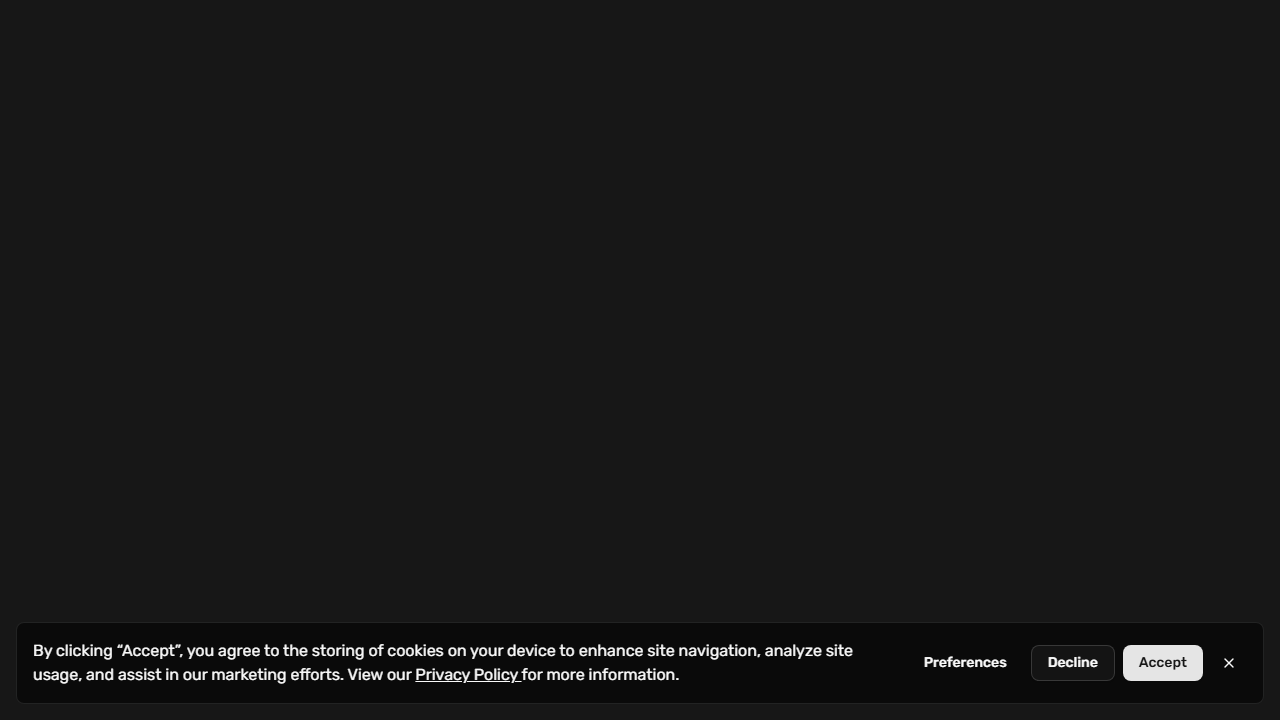 By clicking “Accept”, you agree to the storing of cookies on your device to enhance site navigation, analyze site
usage, and assist in our marketing efforts. View our Privacy Policy for more information.
Preferences
Decline
Accept